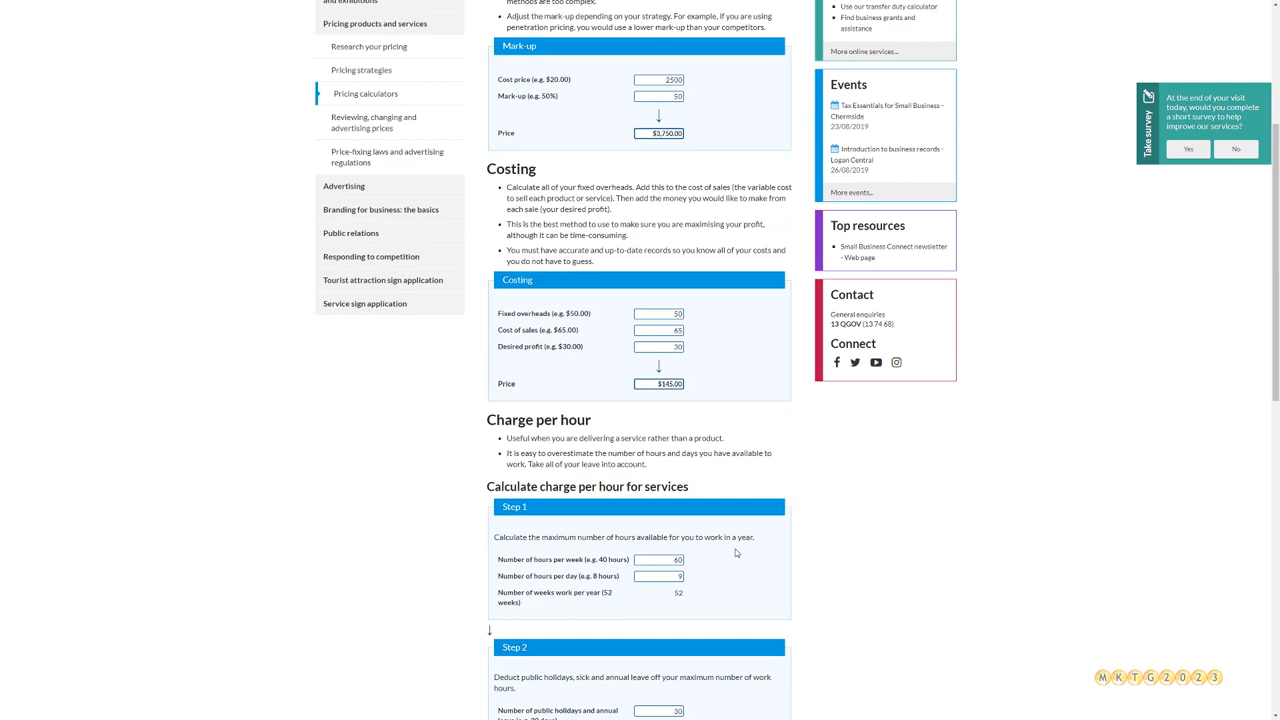 and exhibitions
Pricing products and services
Research your pricing
Pricing strategies
Pricing calculators
Reviewing, changing and
advertising prices
Price-fixing laws and advertising
regulations
Advertising
Branding for business: the basics
Public relations
Responding to competition
Tourist attraction sign application
Service sign application
methods are too complex.
Adjust the mark-up depending on your strategy. For example, if you are using
penetration pricing, you would use a lower mark-up than your competitors.
Mark-up
Cost price (e.g. $20.00) 2500
Mark-up (e.g. 50%) 50
↓
Price $3,750.00
Costing
Calculate all of your fixed overheads. Add this to the cost of sales (the variable cost
to sell each product or service). Then add the money you would like to make from
each sale (your desired profit).
This is the best method to use to make sure you are maximising your profit,
although it can be time-consuming.
You must have accurate and up-to-date records so you know all of your costs and
you do not have to guess.
Costing
Fixed overheads (e.g. $50.00) 50
Cost of sales (e.g. $65.00) 65
Desired profit (e.g. $30.00) 30
↓
Price $145.00
Charge per hour
Useful when you are delivering a service rather than a product.
It is easy to overestimate the number of hours and days you have available to
work. Take all of your leave into account.
Calculate charge per hour for services
Step 1
Calculate the maximum number of hours available for you to work in a year.
Number of hours per week (e.g. 40 hours) 60
Number of hours per day (e.g. 8 hours) 9
Number of weeks work per year (52 52
weeks)
↓
Step 2
Deduct public holidays, sick and annual leave off your maximum number of work
hours.
Number of public holidays and annual 30
Use our transfer duty calculator
Find business grants and
assistance
More online services...
Events
Tax Essentials for Small Business -
Chermside
23/08/2019
Introduction to business records -
Logan Central
26/08/2019
More events...
Top resources
Small Business Connect newsletter
- Web page
Contact
General enquiries
13 QGOV (13 74 68)
Connect
Take survey
At the end of your visit
today, would you complete
a short survey to help
improve our services?
Yes No
MKTG2023